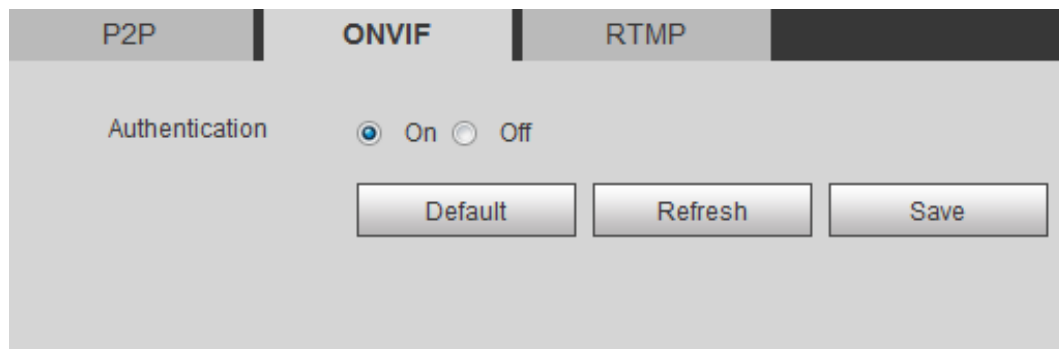 P2P ONVIF RTMP
Authentication On Off
Default Refresh Save